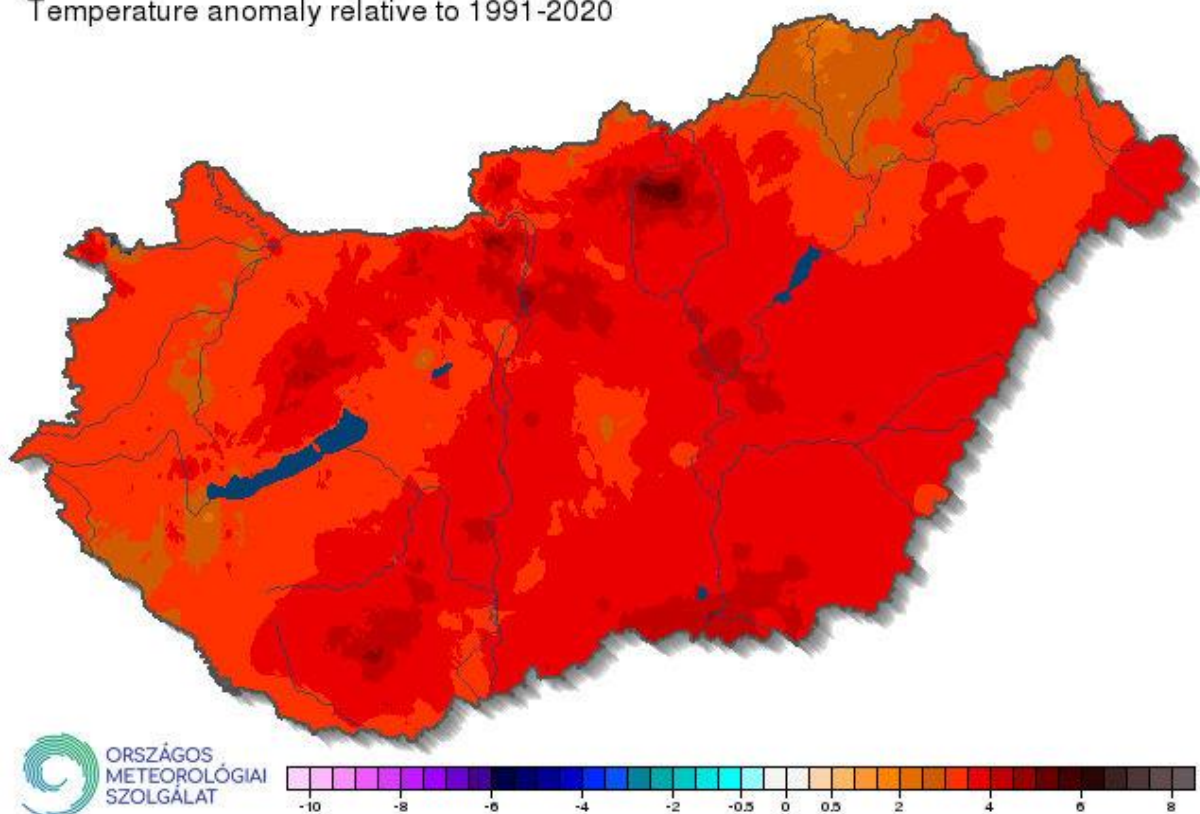 Temperature anomaly relative to 1991-2020
ORSZÁGOS
METEOROLÓGIAI
SZOLGÁLAT
-10 -8 -6 -4 -2 -0.5 0 0.5 2 4 6 8